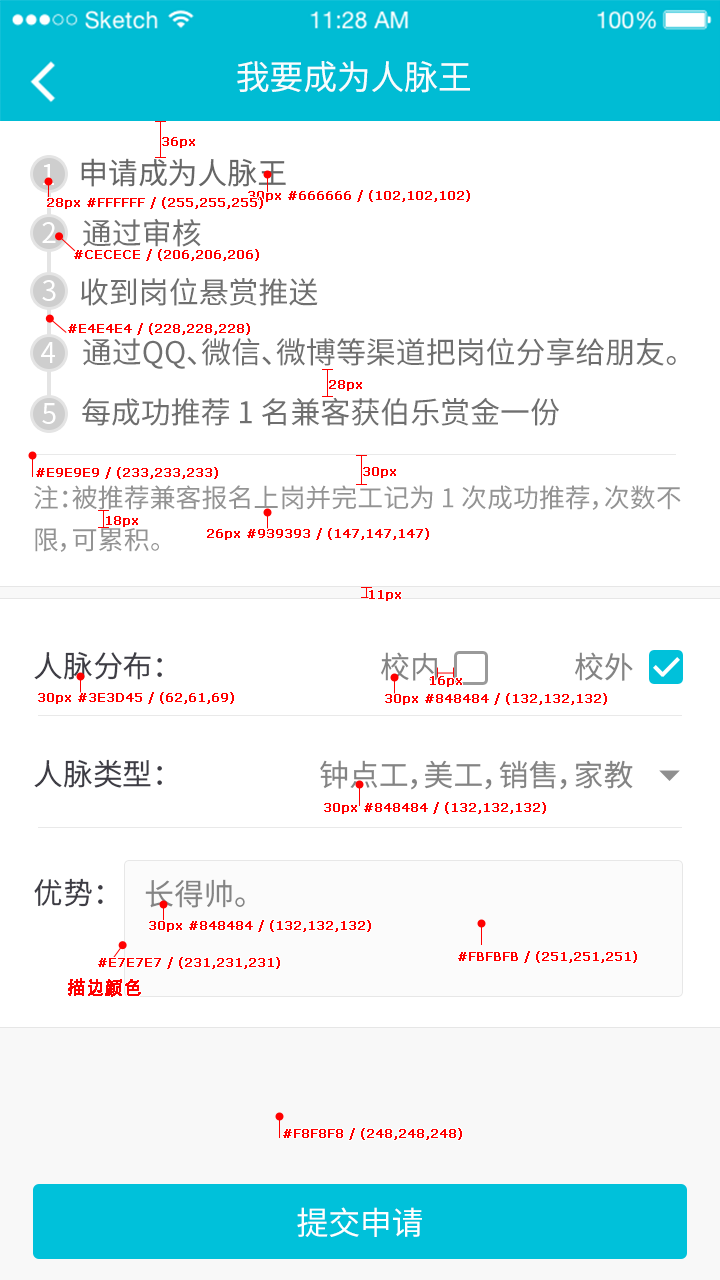 Sketch 11:28 AM 100%
我要成为人脉王
36px
1 申请成为人脉王
28px #FFFFFF / (255,255,255) 30px #666666 / (102,102,102)
2 通过审核
#CECECE / (206,206,206)
3 收到岗位悬赏推送
#E4E4E4 / (228,228,228)
4 通过QQ、微信、微博等渠道把岗位分享给朋友。
28px
5 每成功推荐 1 名兼客获伯乐赏金一份
#E9E9E9 / (233,233,233) 30px
注：被推荐兼客报名上岗并完工记为 1 次成功推荐，次数不
18px
26px #939393 / (147,147,147)
限，可累积。
11px
人脉分布： 校内 校外
16px
30px #3E3D45 / (62,61,69) 30px #848484 / (132,132,132)
人脉类型： 钟点工，美工，销售，家教
30px #848484 / (132,132,132)
优势： 长得帅。
30px #848484 / (132,132,132)
#E7E7E7 / (231,231,231) #FBFBFB / (251,251,251)
描边颜色
#F8F8F8 / (248,248,248)
提交申请